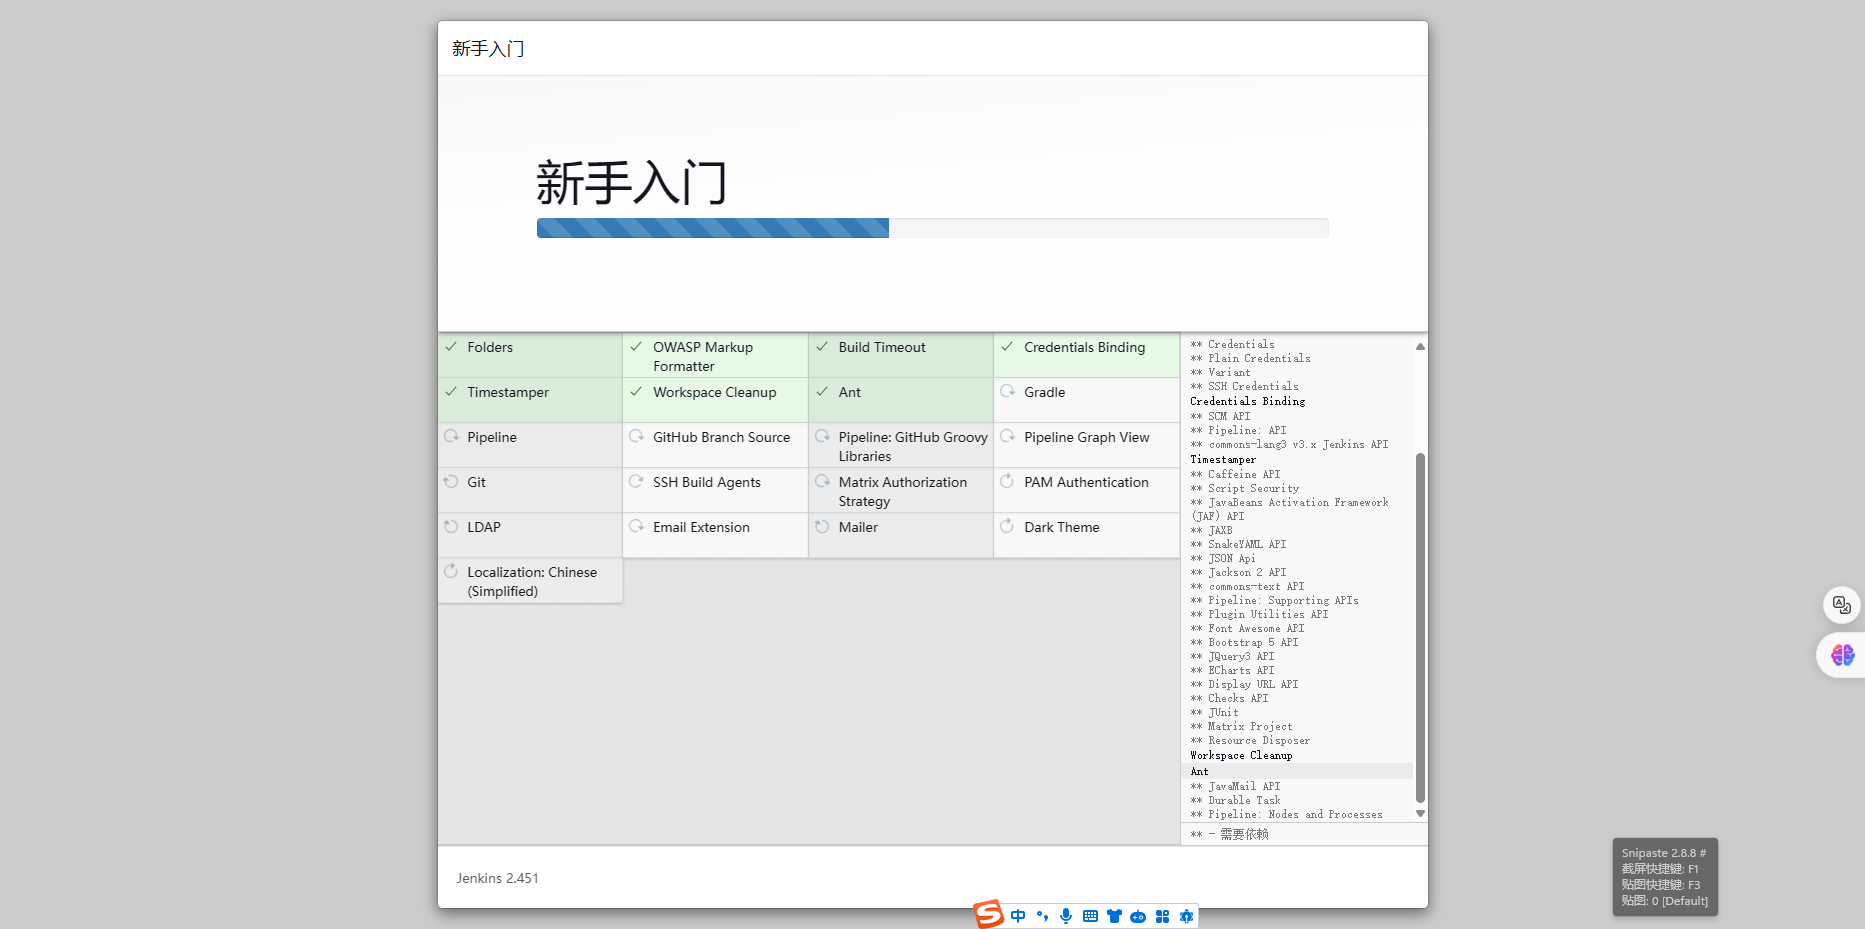 新手入门
新手入门
Folders
OWASP Markup
Formatter
Build Timeout
Credentials Binding
Timestamper
Workspace Cleanup
Ant
Gradle
Pipeline
GitHub Branch Source
Pipeline: GitHub Groovy
Libraries
Pipeline Graph View
Git
SSH Build Agents
Matrix Authorization
Strategy
PAM Authentication
LDAP
Email Extension
Mailer
Dark Theme
Localization: Chinese
(Simplified)
** Credentials
** Plain Credentials
** Variant
** SSH Credentials
Credentials Binding
** SCM API
** Pipeline: API
** commons-lang3 v3.x Jenkins API
Timestamper
** Caffeine API
** Script Security
** JavaBeans Activation Framework
(JAF) API
** JAXB
** SnakeYAML API
** JSON Api
** Jackson 2 API
** commons-text API
** Pipeline: Supporting APIs
** Plugin Utilities API
** Font Awesome API
** Bootstrap 5 API
** JQuery3 API
** ECharts API
** Display URL API
** Checks API
** JUnit
** Matrix Project
** Resource Disposer
Workspace Cleanup
Ant
** JavaMail API
** Durable Task
** Pipeline: Nodes and Processes
** - 需要依赖
Jenkins 2.451
Snipaste 2.8.8 #
截屏快捷键: F1
贴图快捷键: F3
贴图: 0 [Default]
S 中